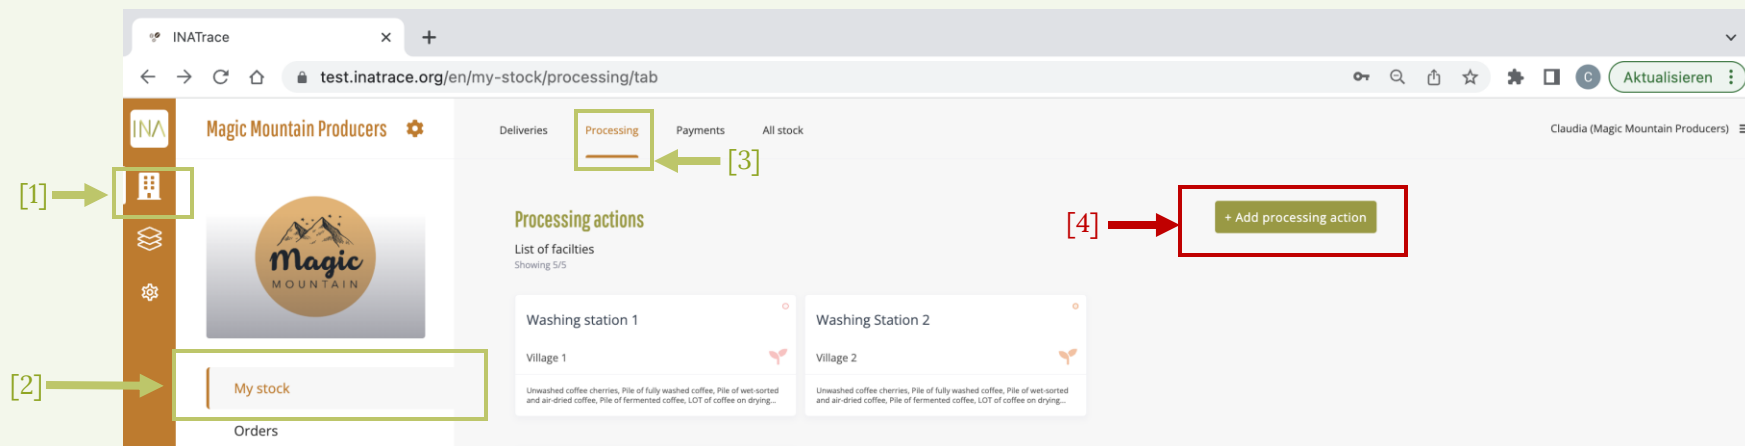 INATrace
test.inatrace.org/en/my-stock/processing/tab
C
Aktualisieren
INA
Magic Mountain Producers
Deliveries
Processing
Payments
All stock
Claudia (Magic Mountain Producers)
[3]
[1]
Processing actions
+ Add processing action
[4]
List of facilties
Showing 5/5
Magic
MOUNTAIN
Washing station 1
Village 1
Unwashed coffee cherries, Pile of fully washed coffee, Pile of wet-sorted
and air-dried coffee, Pile of fermented coffee, LOT of coffee on drying...
Washing Station 2
Village 2
Unwashed coffee cherries, Pile of fully washed coffee, Pile of wet-sorted
and air-dried coffee, Pile of fermented coffee, LOT of coffee on drying...
[2]
My stock
Orders